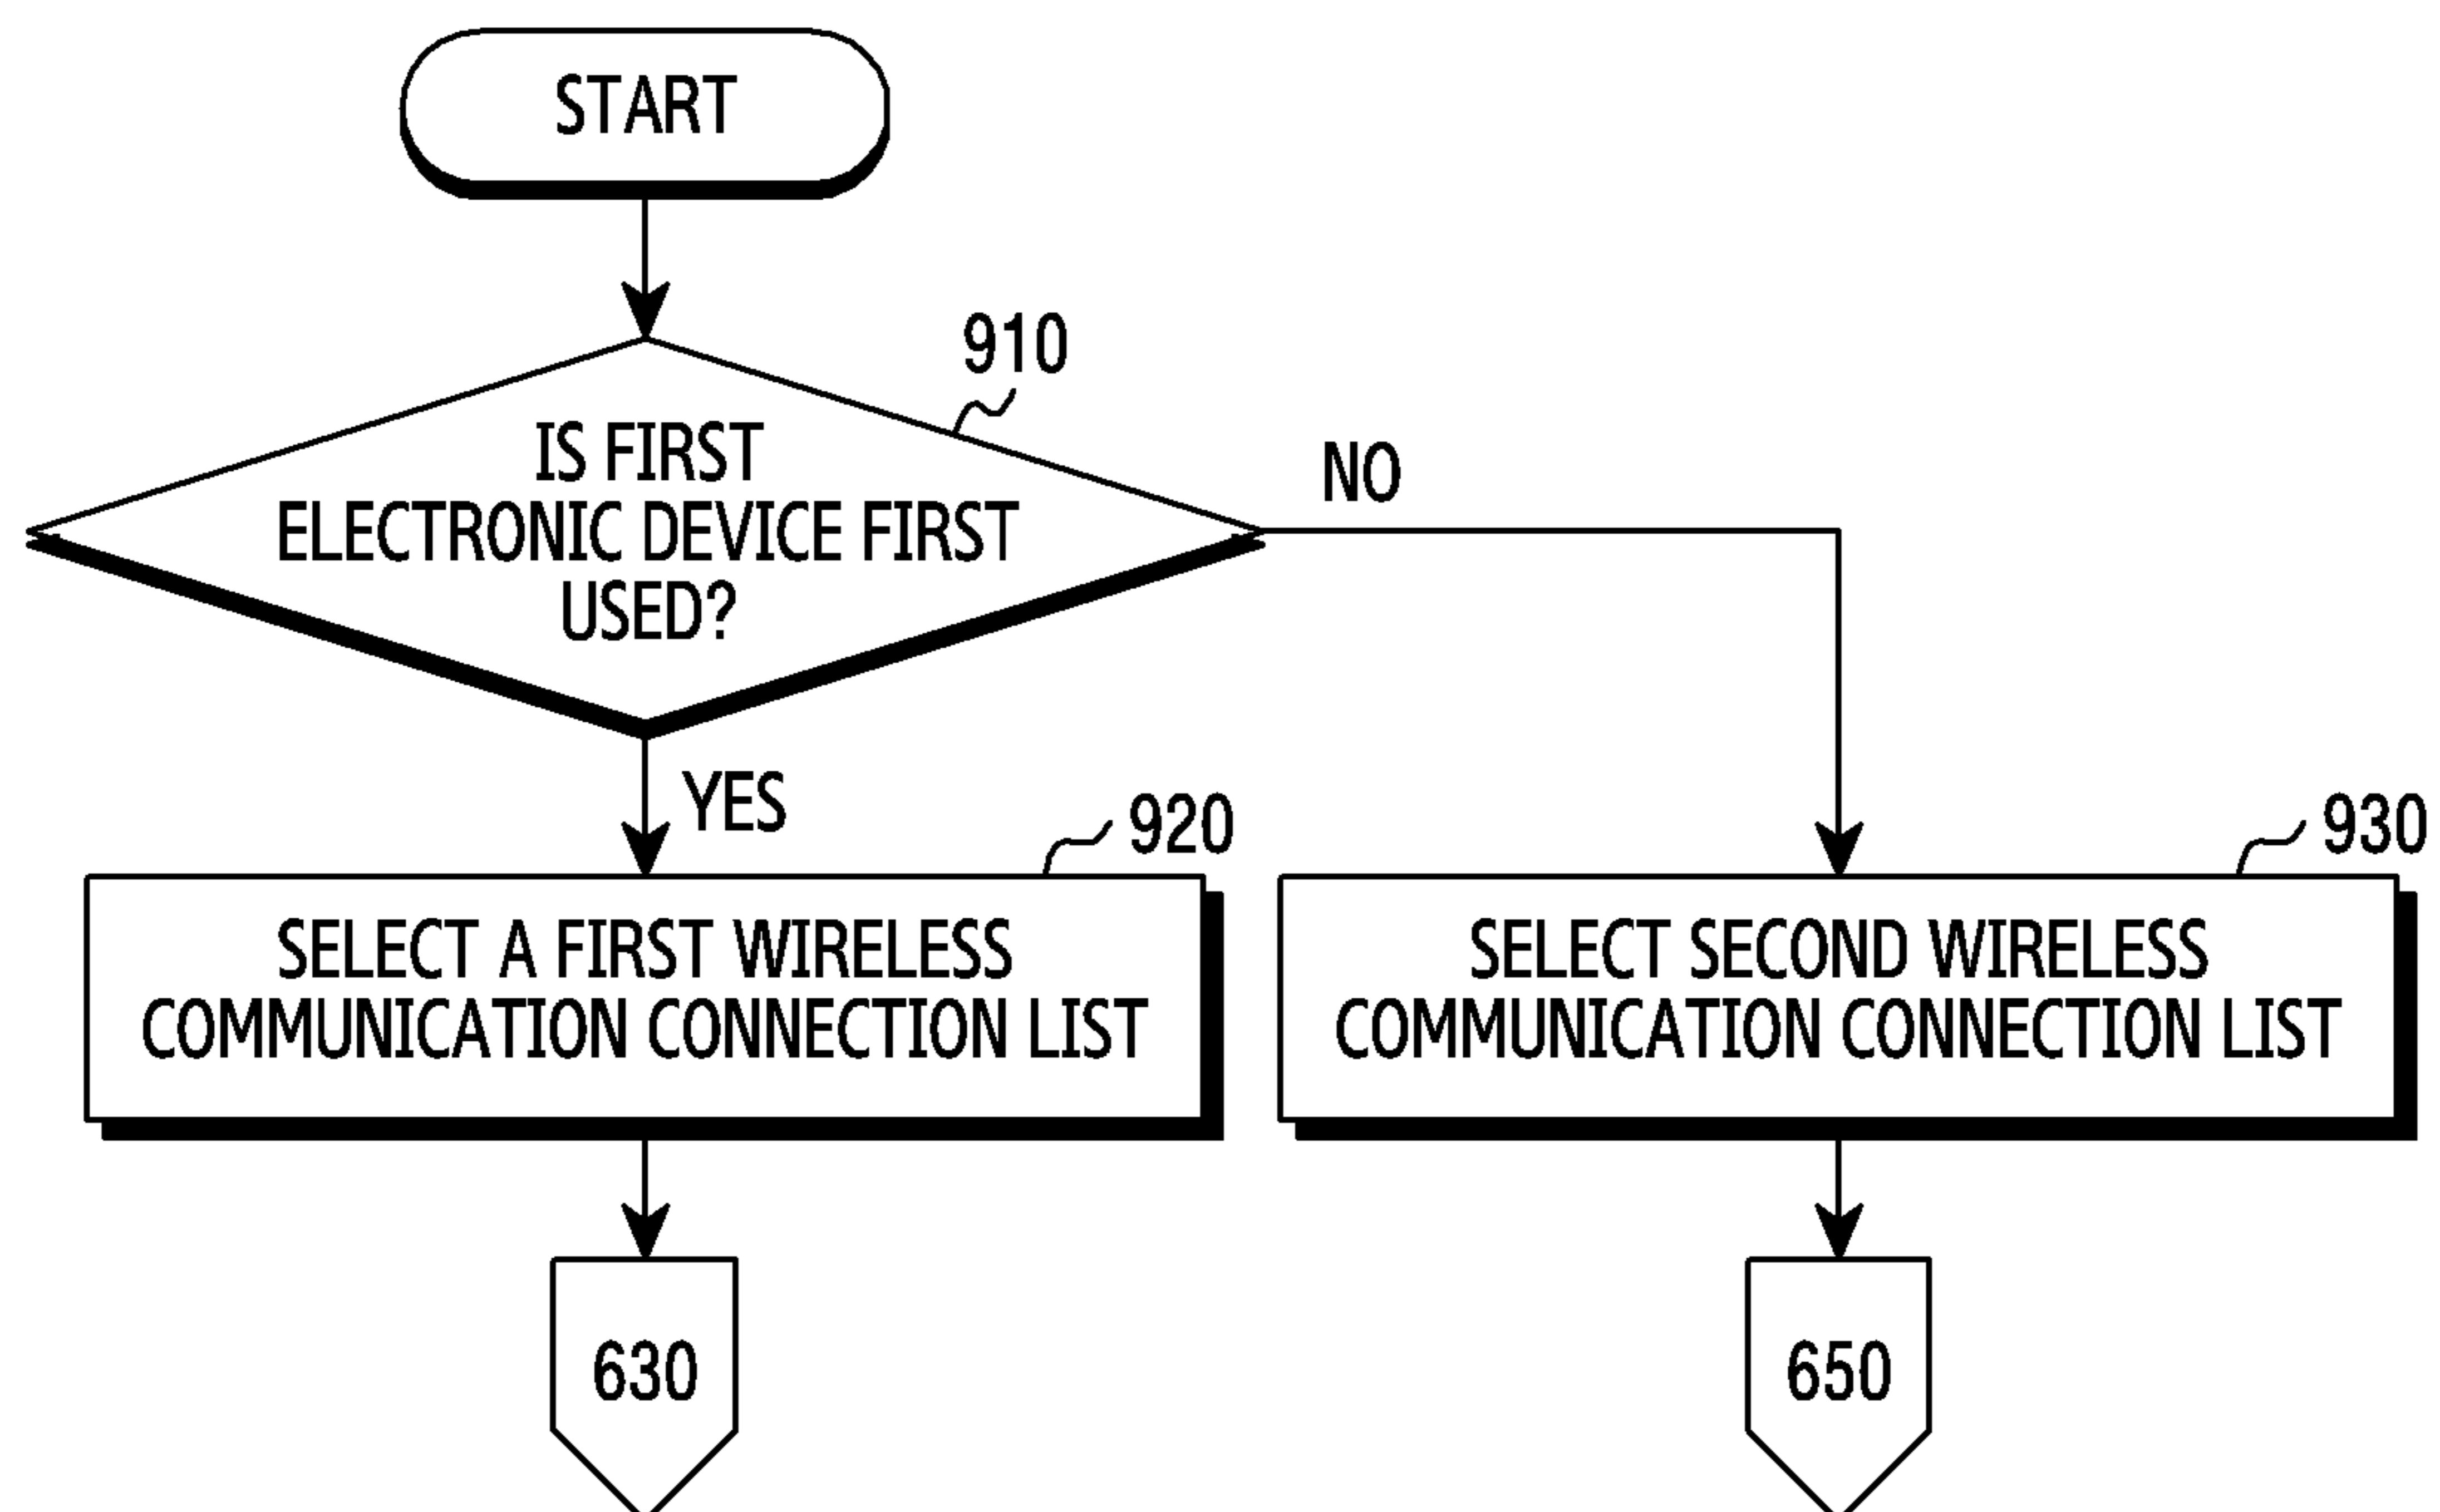 START
910
IS FIRST
ELECTRONIC DEVICE FIRST
USED?
NO
YES
920
SELECT A FIRST WIRELESS
COMMUNICATION CONNECTION LIST
930
SELECT SECOND WIRELESS
COMMUNICATION CONNECTION LIST
630
650